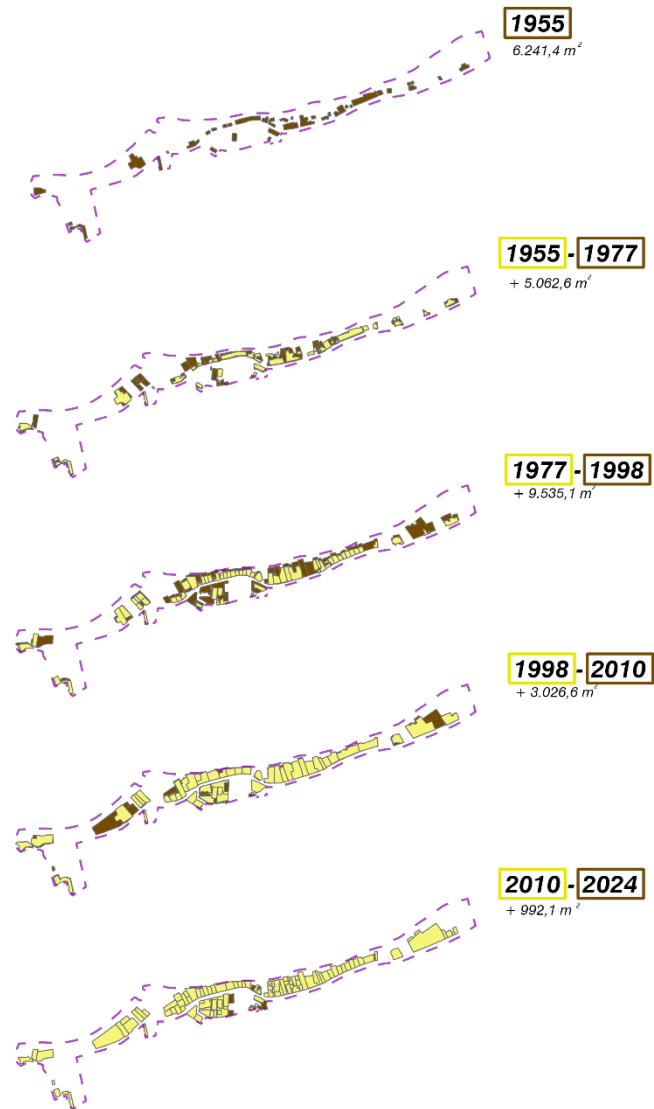 1955
6.241,4 m²
1955 - 1977
+ 5.062,6 m²
1977 - 1998
+ 9.535,1 m²
1998 - 2010
+ 3.026,6 m²
2010 - 2024
+ 992,1 m²